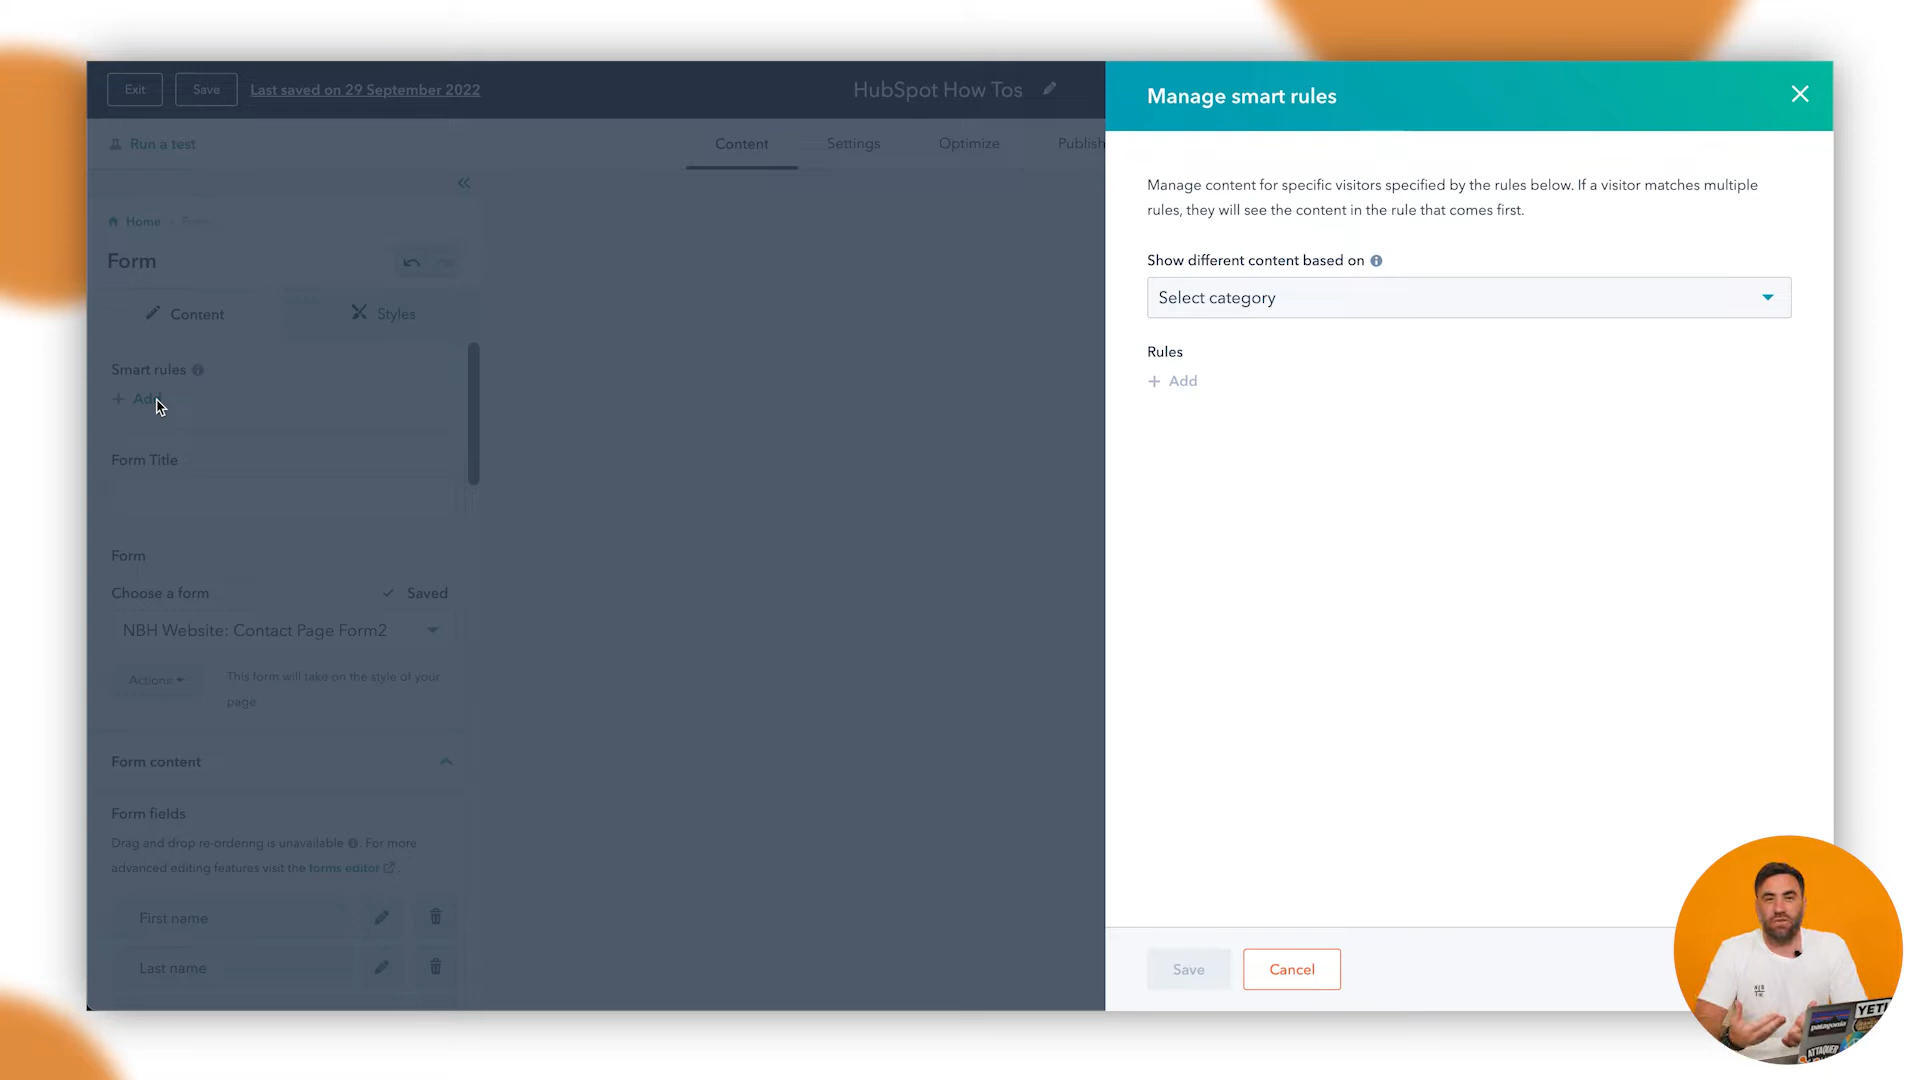 Exit
Save
Last saved on 29 September 2022
HubSpot How Tos
Run a test
Content
Settings
Optimize
Publish
Home
Form
Form
Content
Styles
Smart rules
+ Add
Form Title
Form
Choose a form
Saved
NBH Website: Contact Page Form2
Actions
This form will take on the style of your
page
Form content
Form fields
Drag and drop re-ordering is unavailable . For more
advanced editing features visit the forms editor .
First name
Last name
Manage smart rules
Manage content for specific visitors specified by the rules below. If a visitor matches multiple
rules, they will see the content in the rule that comes first.
Show different content based on
Select category
Rules
+ Add
Save
Cancel
YETI
patagonia
ATTAQUER